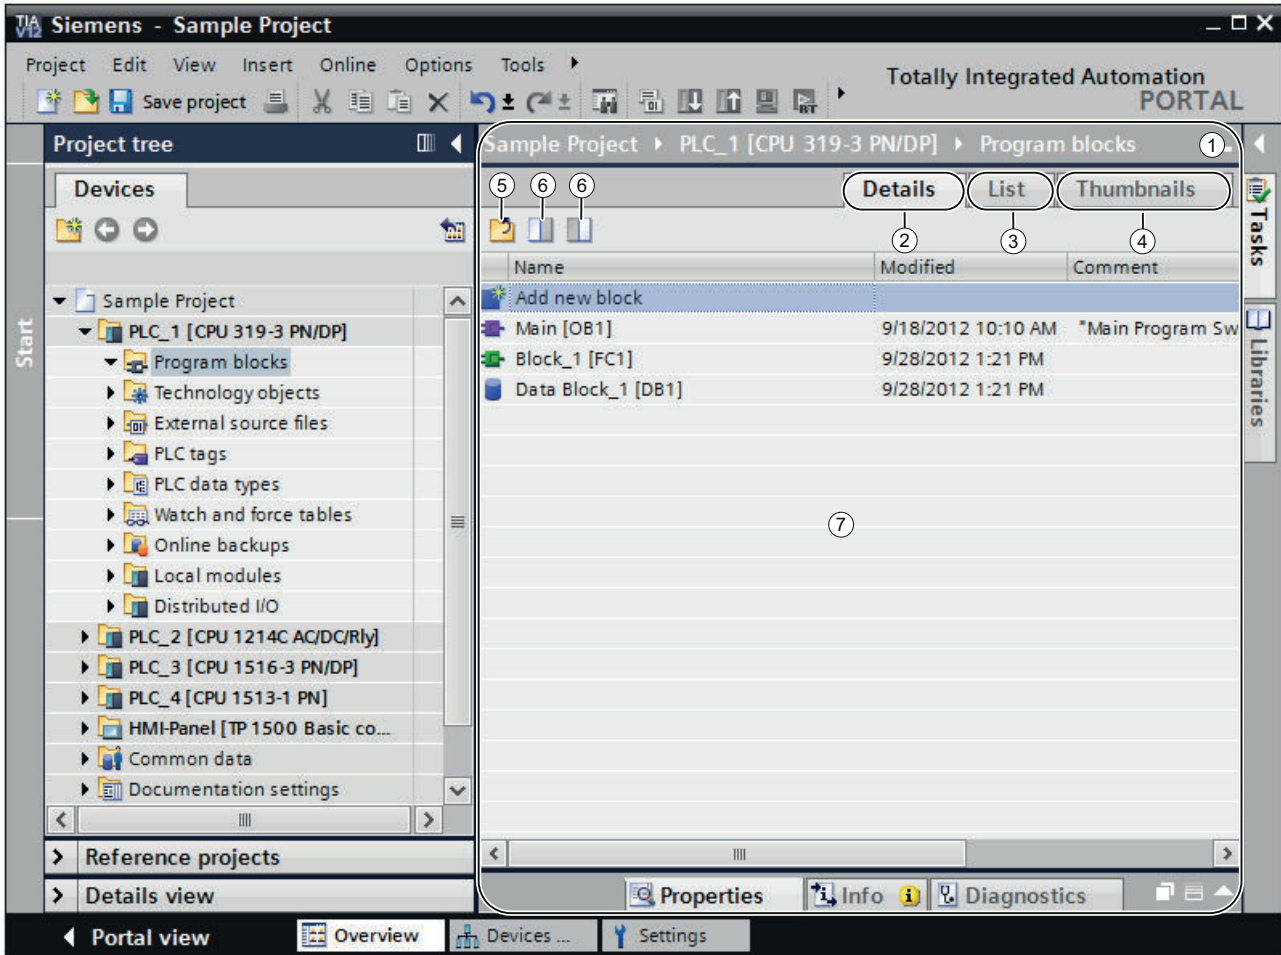 TIA V12 Siemens - Sample Project
Project Edit View Insert Online Options Tools
Totally Integrated Automation
PORTAL
Save project
RT
Project tree
Sample Project PLC_1 [CPU 319-3 PN/DP] Program blocks 1
Devices
5 6 6
Details List Thumbnails
2 3 4
Name Modified Comment
Add new block
Main [OB1] 9/18/2012 10:10 AM "Main Program Sw
Block_1 [FC1] 9/28/2012 1:21 PM
Data Block_1 [DB1] 9/28/2012 1:21 PM
7
Start
Sample Project
PLC_1 [CPU 319-3 PN/DP]
Program blocks
Technology objects
External source files
PLC tags
PLC data types
Watch and force tables
Online backups
Local modules
Distributed I/O
PLC_2 [CPU 1214C AC/DC/Rly]
PLC_3 [CPU 1516-3 PN/DP]
PLC_4 [CPU 1513-1 PN]
HMI-Panel [TP 1500 Basic co...
Common data
Documentation settings
Reference projects
Details view
Tasks
Libraries
Properties Info Diagnostics
Portal view Overview Devices ... Settings